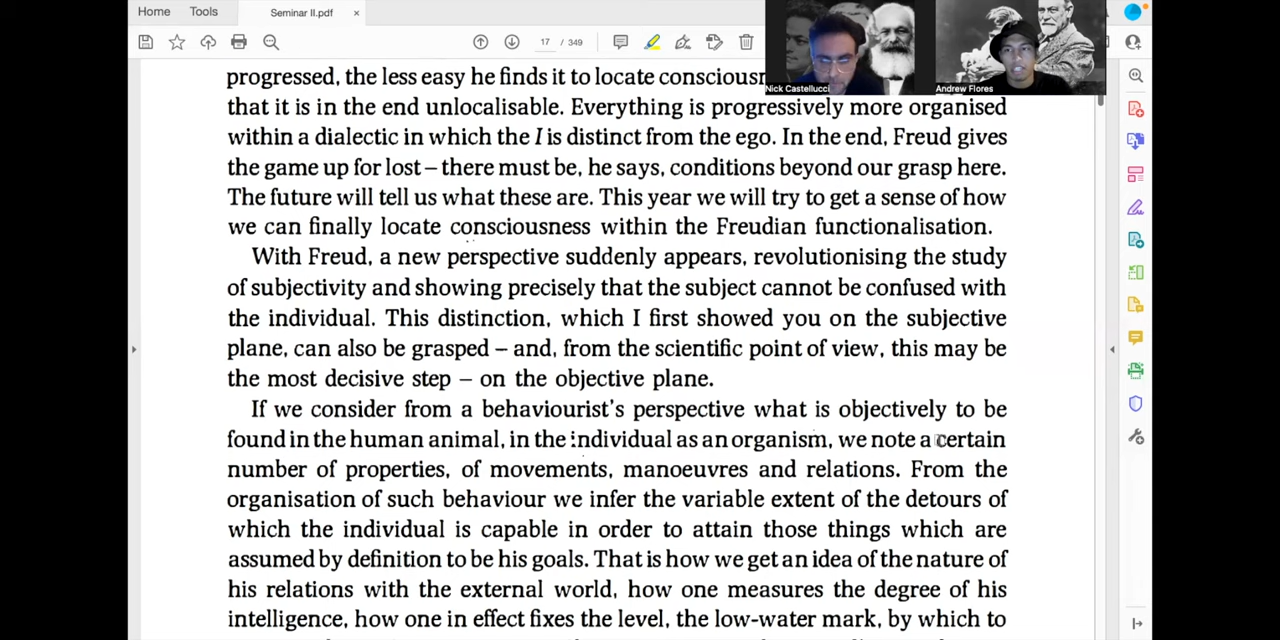 Home Tools Seminar II.pdf ×
17 / 349
Nick Castellucci
Andrew Flores
progressed, the less easy he finds it to locate
that it is in the end unlocalisable. Everything is progressively more organised
within a dialectic in which the I is distinct from the ego. In the end, Freud gives
the game up for lost – there must be, he says, conditions beyond our grasp here.
The future will tell us what these are. This year we will try to get a sense of how
we can finally locate consciousness within the Freudian functionalisation.
With Freud, a new perspective suddenly appears, revolutionising the study
of subjectivity and showing precisely that the subject cannot be confused with
the individual. This distinction, which I first showed you on the subjective
plane, can also be grasped – and, from the scientific point of view, this may be
the most decisive step – on the objective plane.
If we consider from a behaviourist's perspective what is objectively to be
found in the human animal, in the individual as an organism, we note a certain
number of properties, of movements, manoeuvres and relations. From the
organisation of such behaviour we infer the variable extent of the detours of
which the individual is capable in order to attain those things which are
assumed by definition to be his goals. That is how we get an idea of the nature of
his relations with the external world, how one measures the degree of his
intelligence, how one in effect fixes the level, the low-water mark, by which to